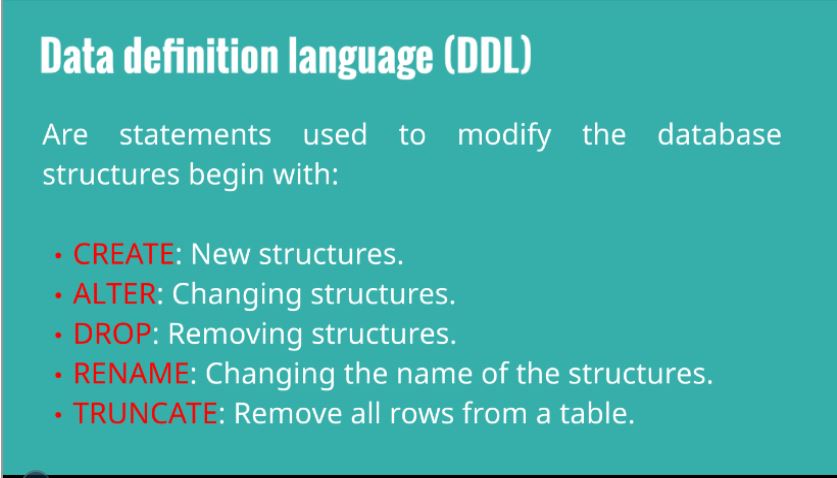 Data definition language (DDL)
Are statements used to modify the database
structures begin with:
• CREATE: New structures.
• ALTER: Changing structures.
• DROP: Removing structures.
• RENAME: Changing the name of the structures.
• TRUNCATE: Remove all rows from a table.